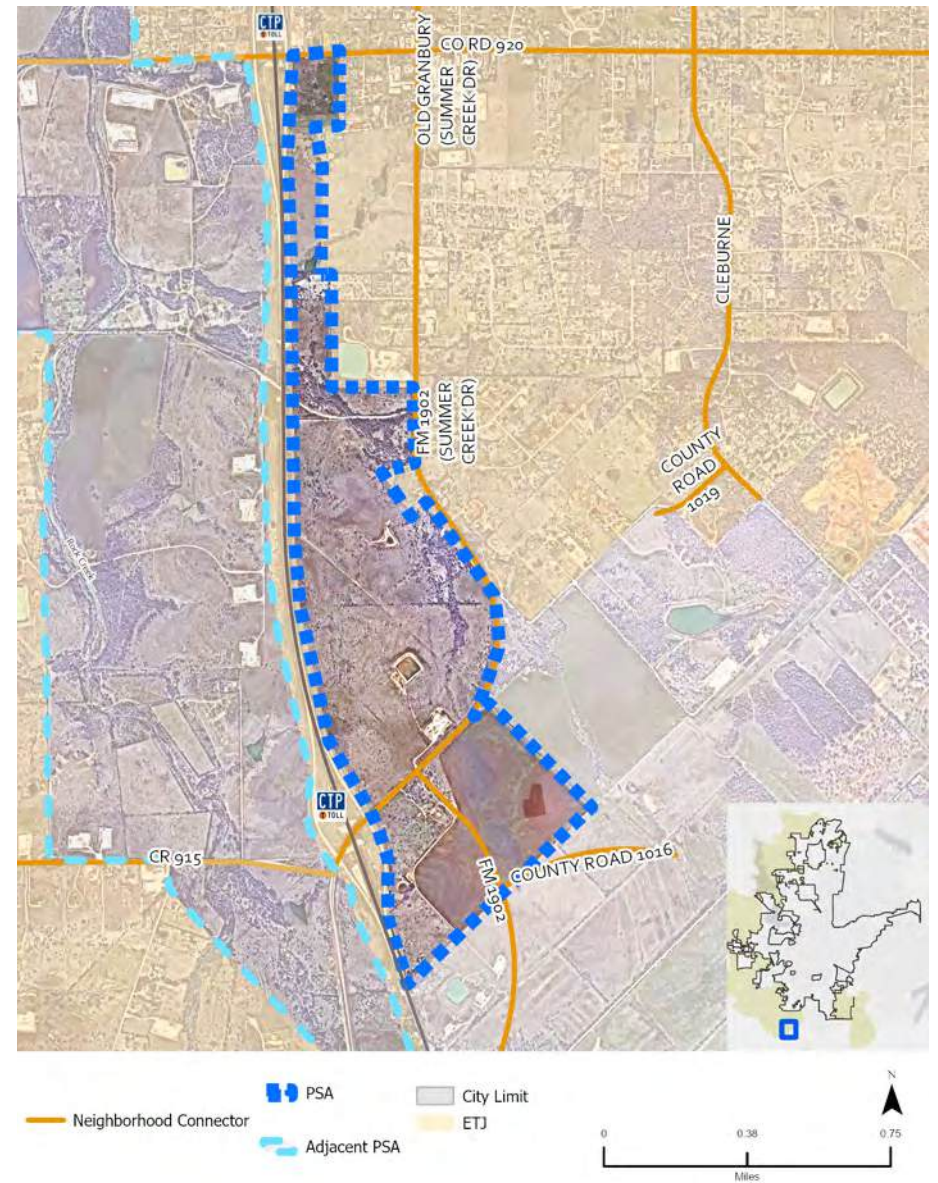 CTP
TOLL
CO RD 920
OLD GRANBURY
(SUMMER
CREEK DR)
CLEBURNE
FM 1902
(SUMMER
CREEK DR)
COUNTY
ROAD
1019
Rock Creek
CTP
TOLL
CR 915
COUNTY ROAD 1016
FM 1902
Neighborhood Connector
PSA
Adjacent PSA
City Limit
ETJ
N
0 0.38 0.75
Miles